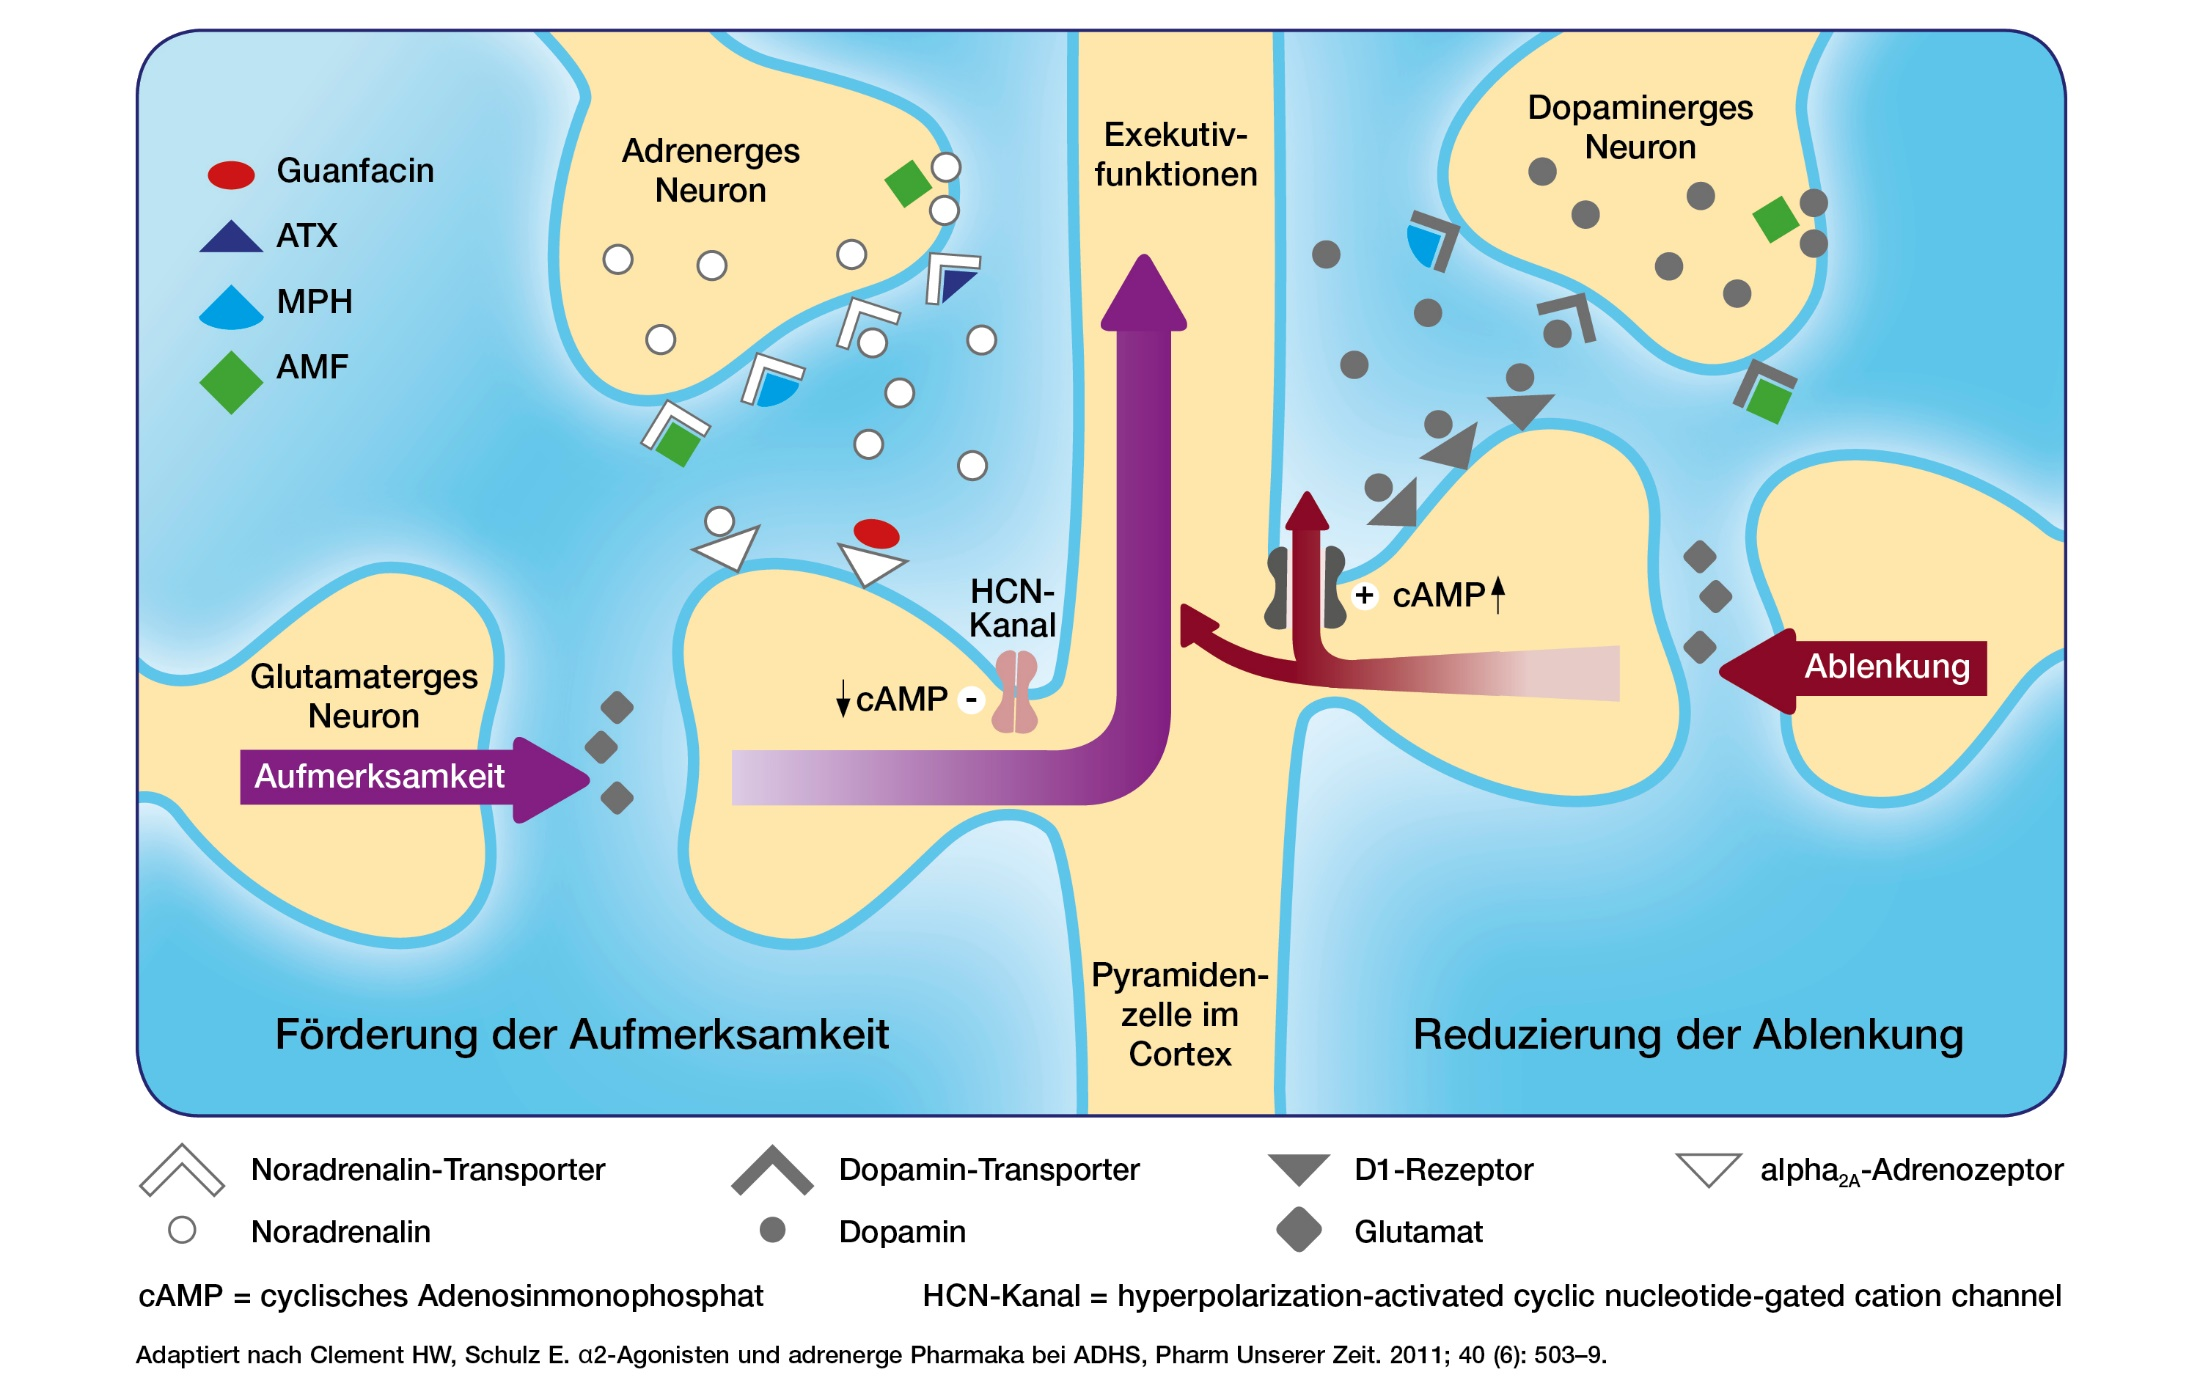 Guanfacin
ATX
MPH
AMF
Adrenerges
Neuron
Exekutiv-
funktionen
Dopaminerges
Neuron
HCN-
Kanal
↓cAMP -
+ cAMP↑
Glutamaterges
Neuron
Aufmerksamkeit
Ablenkung
Pyramiden-
zelle im
Cortex
Förderung der Aufmerksamkeit
Reduzierung der Ablenkung
Noradrenalin-Transporter
Dopamin-Transporter
D1-Rezeptor
alpha2A-Adrenozeptor
Noradrenalin
Dopamin
Glutamat
cAMP = cyclisches Adenosinmonophosphat
HCN-Kanal = hyperpolarization-activated cyclic nucleotide-gated cation channel
Adaptiert nach Clement HW, Schulz E. α2-Agonisten und adrenerge Pharmaka bei ADHS, Pharm Unserer Zeit. 2011; 40 (6): 503–9.